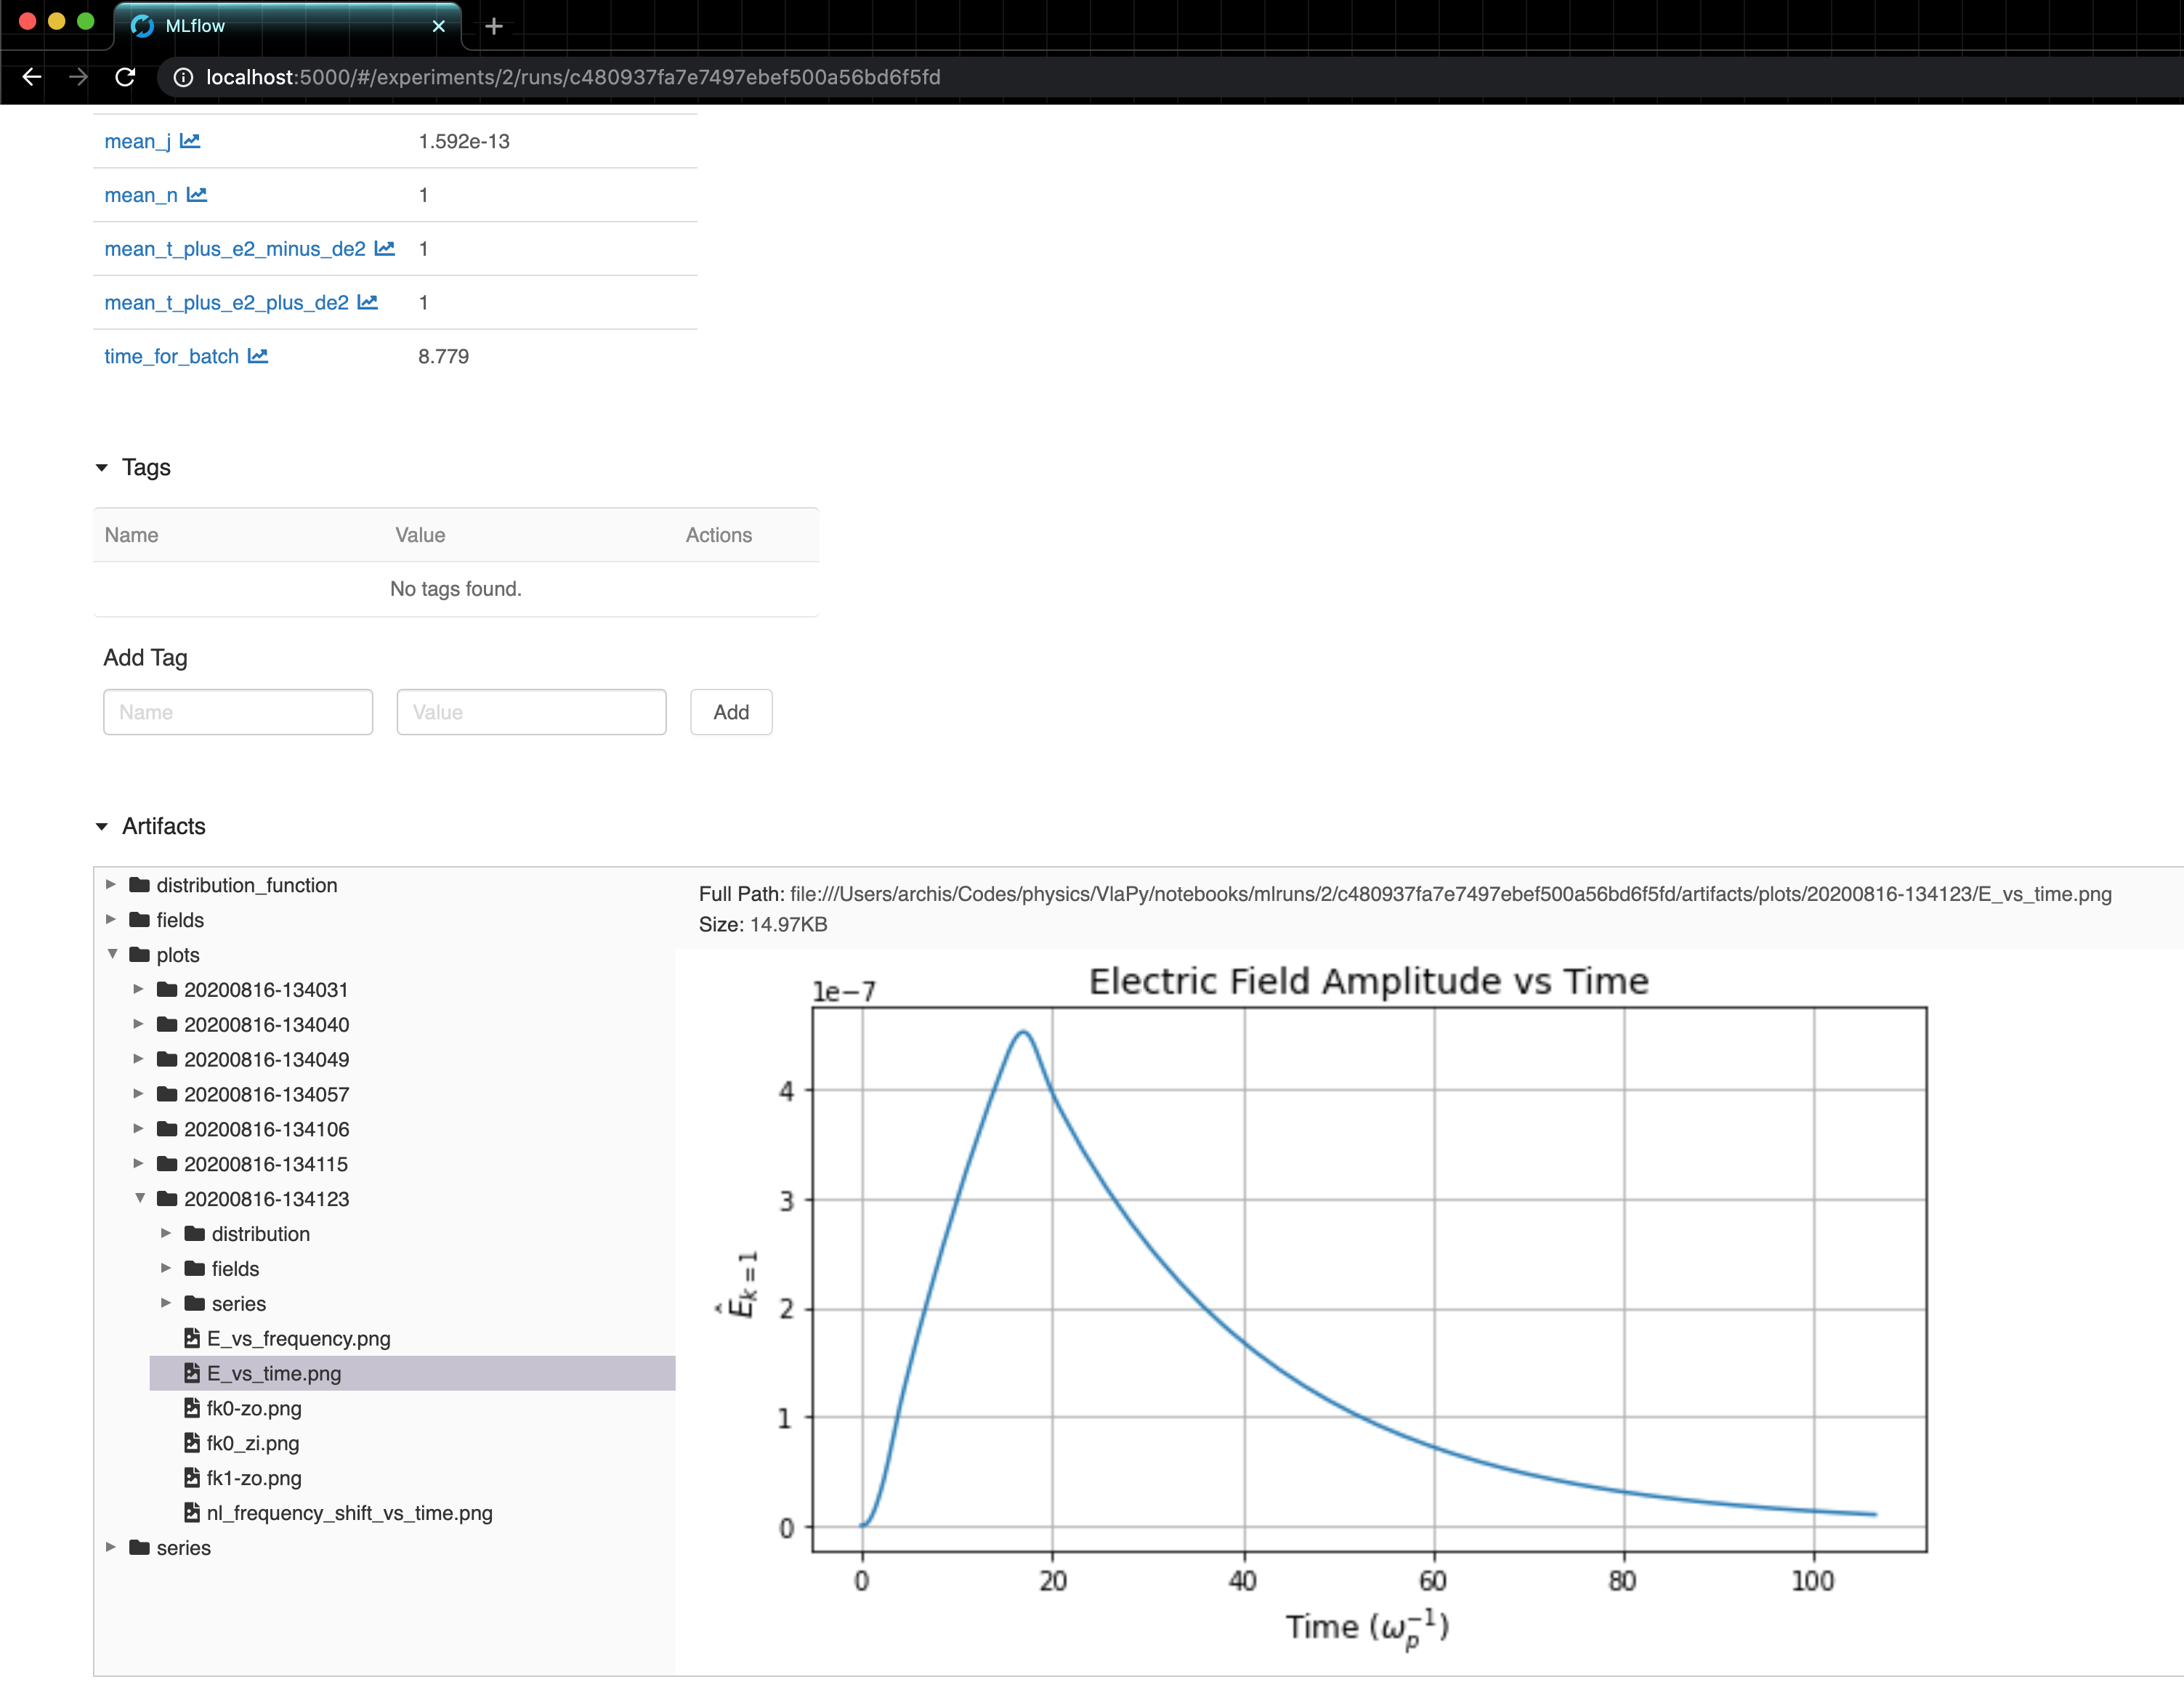 MLflow
localhost:5000/#/experiments/2/runs/c480937fa7e7497ebef500a56bd6f5fd
mean_j 1.592e-13
mean_n 1
mean_t_plus_e2_minus_de2 1
mean_t_plus_e2_plus_de2 1
time_for_batch 8.779
Tags
Name Value Actions
No tags found.
Add Tag
Name Value Add
Artifacts
distribution_function
fields
plots
20200816-134031
20200816-134040
20200816-134049
20200816-134057
20200816-134106
20200816-134115
20200816-134123
distribution
fields
series
E_vs_frequency.png
E_vs_time.png
fk0-zo.png
fk0_zi.png
fk1-zo.png
nl_frequency_shift_vs_time.png
series
Full Path: file:///Users/archis/Codes/physics/VlaPy/notebooks/mlruns/2/c480937fa7e7497ebef500a56bd6f5fd/artifacts/plots/20200816-134123/E_vs_time.png
Size: 14.97KB
Electric Field Amplitude vs Time
1e−7
4
3
2
1
0
Ê_{k=1}
0 20 40 60 80 100
Time (ω_p^{−1})